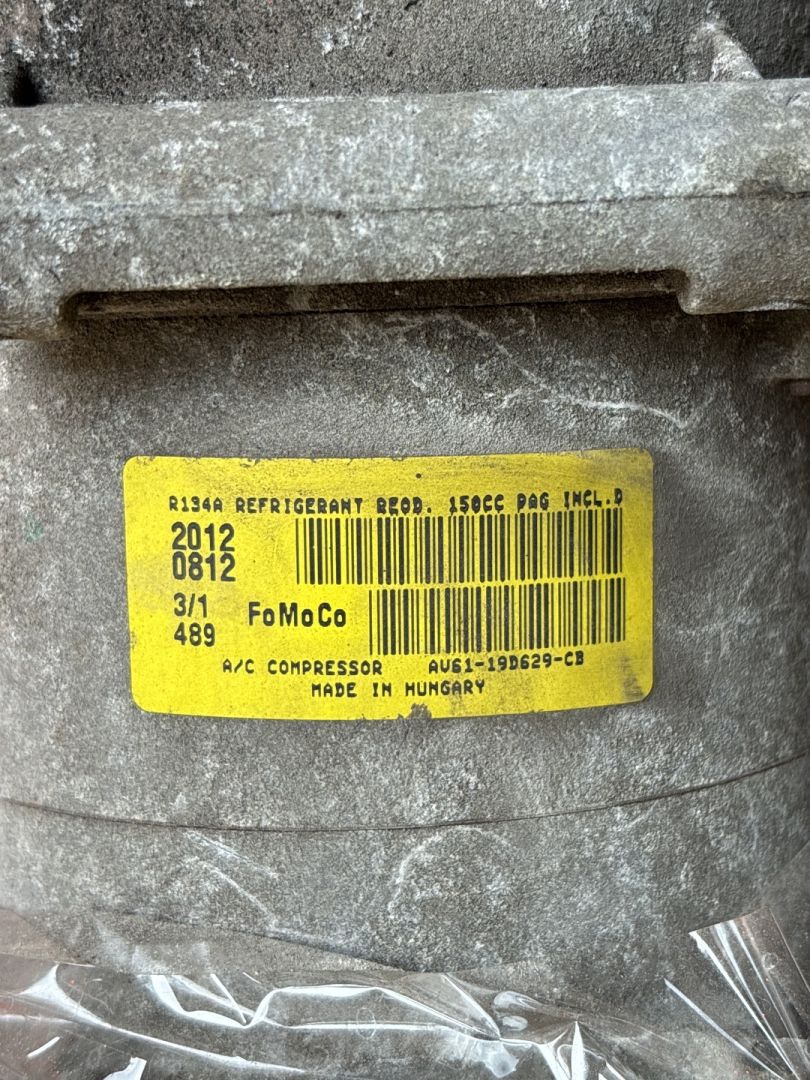 R134A REFRIGERANT REQD. 150CC PAG INCL.D
2012
0812
3/1 FoMoCo
489
A/C COMPRESSOR AV61-19D629-CB
MADE IN HUNGARY